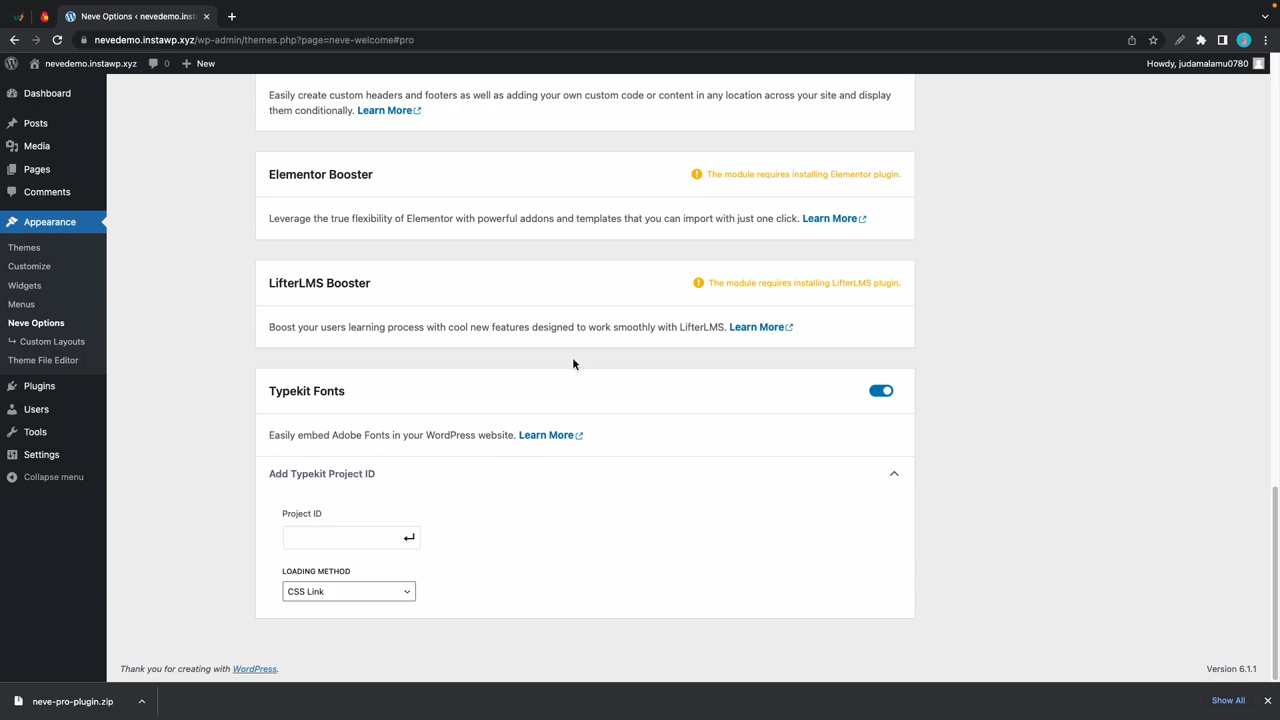 Neve Options ‹ nevedemo.inst
nevedemo.instawp.xyz/wp-admin/themes.php?page=neve-welcome#pro
nevedemo.instawp.xyz
0
New
Howdy, judamalamu0780
Dashboard
Posts
Media
Pages
Comments
Appearance
Themes
Customize
Widgets
Menus
Neve Options
Custom Layouts
Theme File Editor
Plugins
Users
Tools
Settings
Collapse menu
Easily create custom headers and footers as well as adding your own custom code or content in any location across your site and display
them conditionally. Learn More
Elementor Booster
The module requires installing Elementor plugin.
Leverage the true flexibility of Elementor with powerful addons and templates that you can import with just one click. Learn More
LifterLMS Booster
The module requires installing LifterLMS plugin.
Boost your users learning process with cool new features designed to work smoothly with LifterLMS. Learn More
Typekit Fonts
Easily embed Adobe Fonts in your WordPress website. Learn More
Add Typekit Project ID
Project ID
LOADING METHOD
CSS Link
Thank you for creating with WordPress.
Version 6.1.1
neve-pro-plugin.zip
Show All